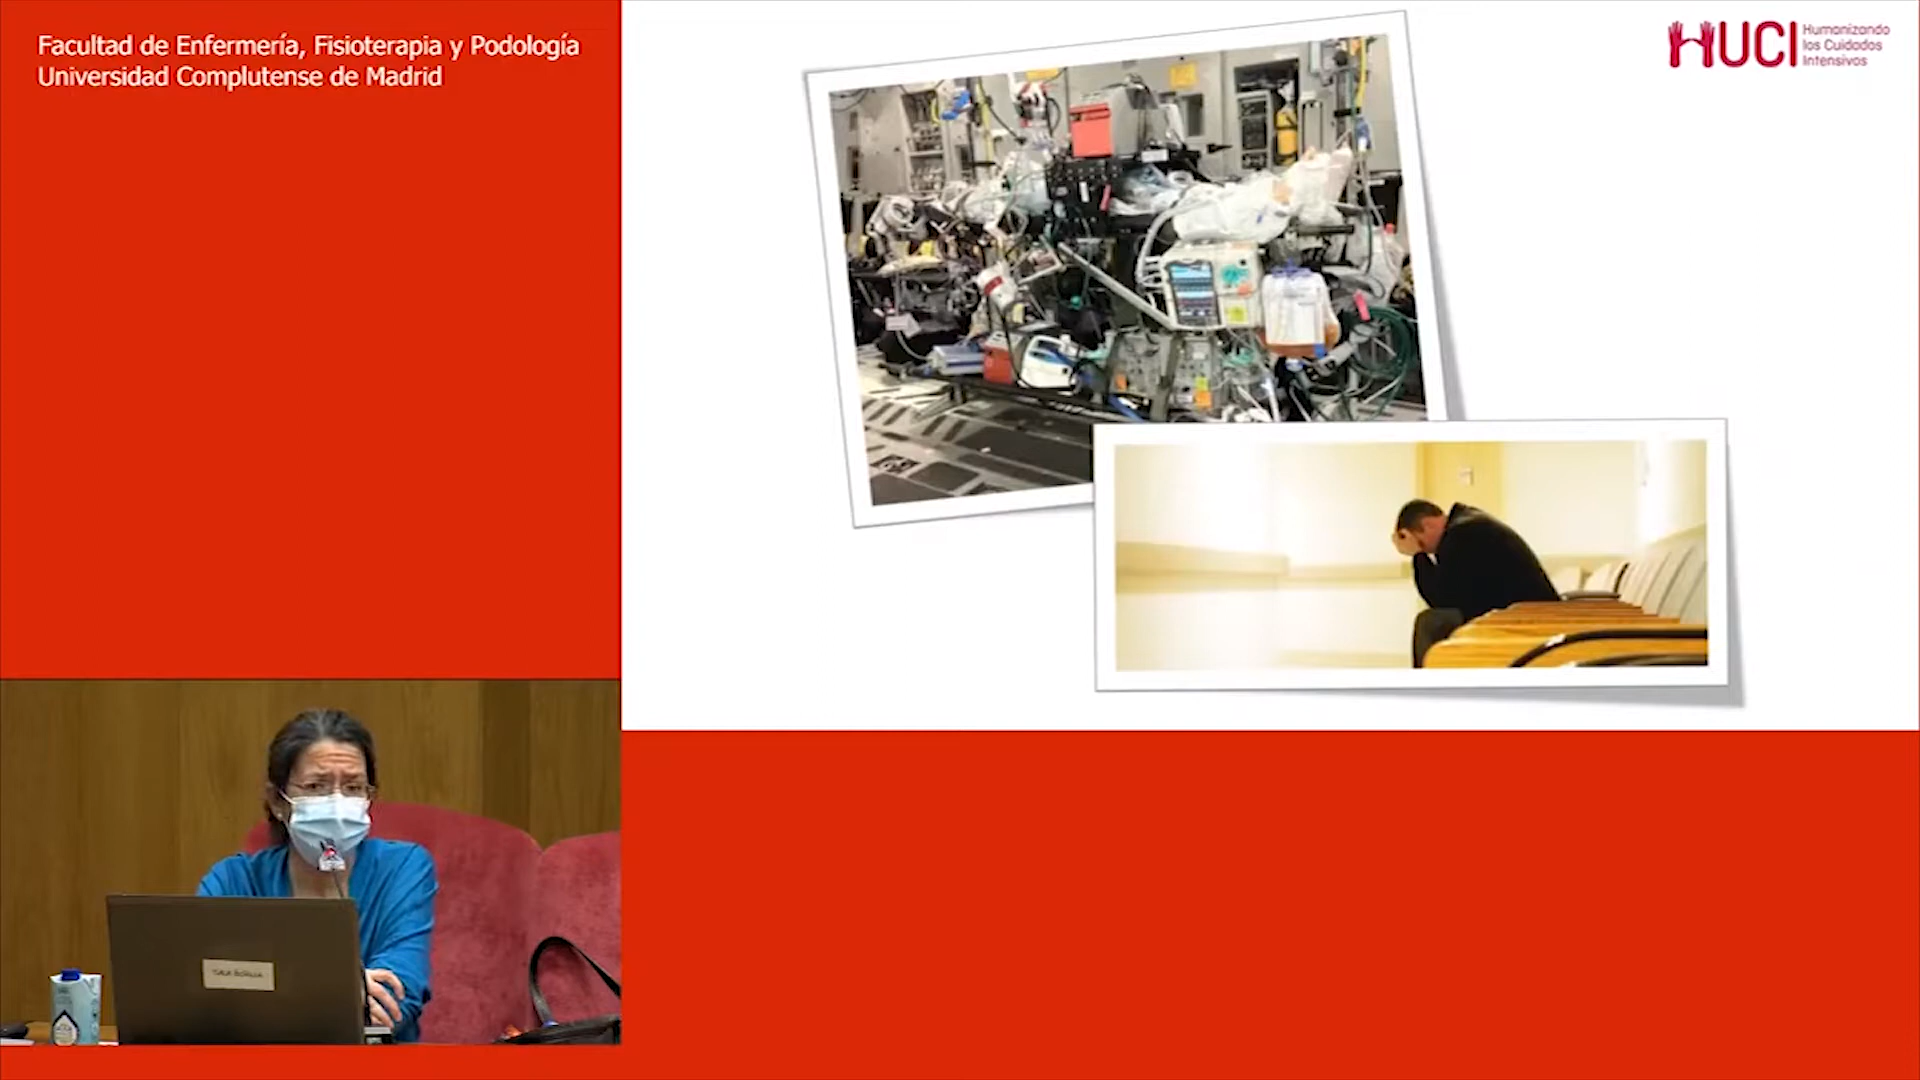 Facultad de Enfermería, Fisioterapia y Podología
Universidad Complutense de Madrid
HUCI
Humanizando
los Cuidados
Intensivos